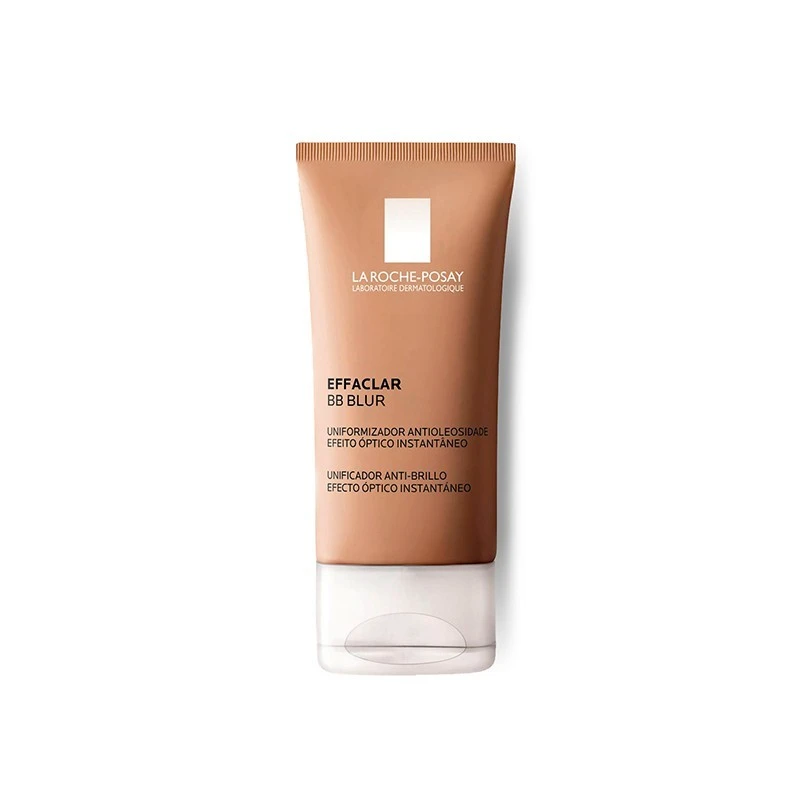 LA ROCHE-POSAY
LABORATOIRE DERMATOLOGIQUE
EFFACLAR
BB BLUR
UNIFORMIZADOR ANTIOLEOSIDADE
EFEITO ÓPTICO INSTANTÂNEO
UNIFICADOR ANTI-BRILLO
EFECTO ÓPTICO INSTANTÁNEO